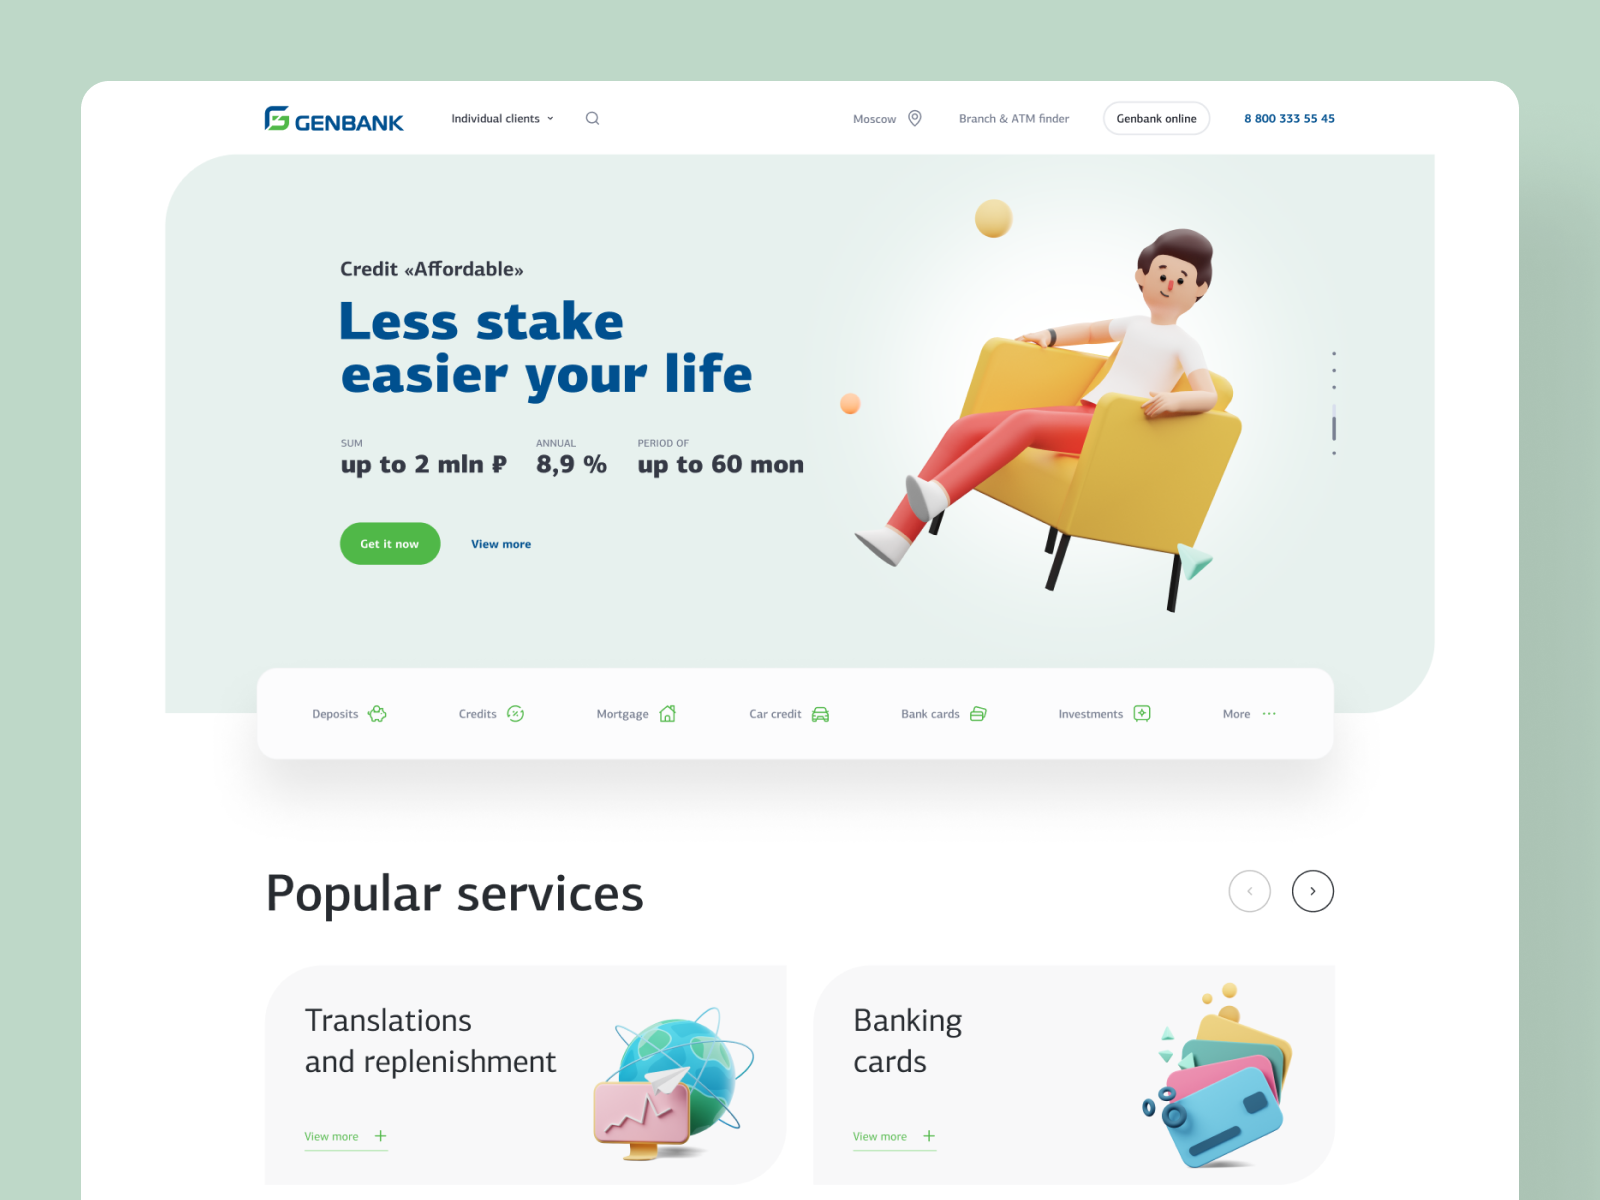 GENBANK
Individual clients
Moscow
Branch & ATM finder
Genbank online
8 800 333 55 45
Credit «Affordable»
Less stake
easier your life
SUM
up to 2 mln ₽
ANNUAL
8,9 %
PERIOD OF
up to 60 mon
Get it now
View more
Deposits
Credits
Mortgage
Car credit
Bank cards
Investments
More
Popular services
Translations
and replenishment
View more
Banking
cards
View more